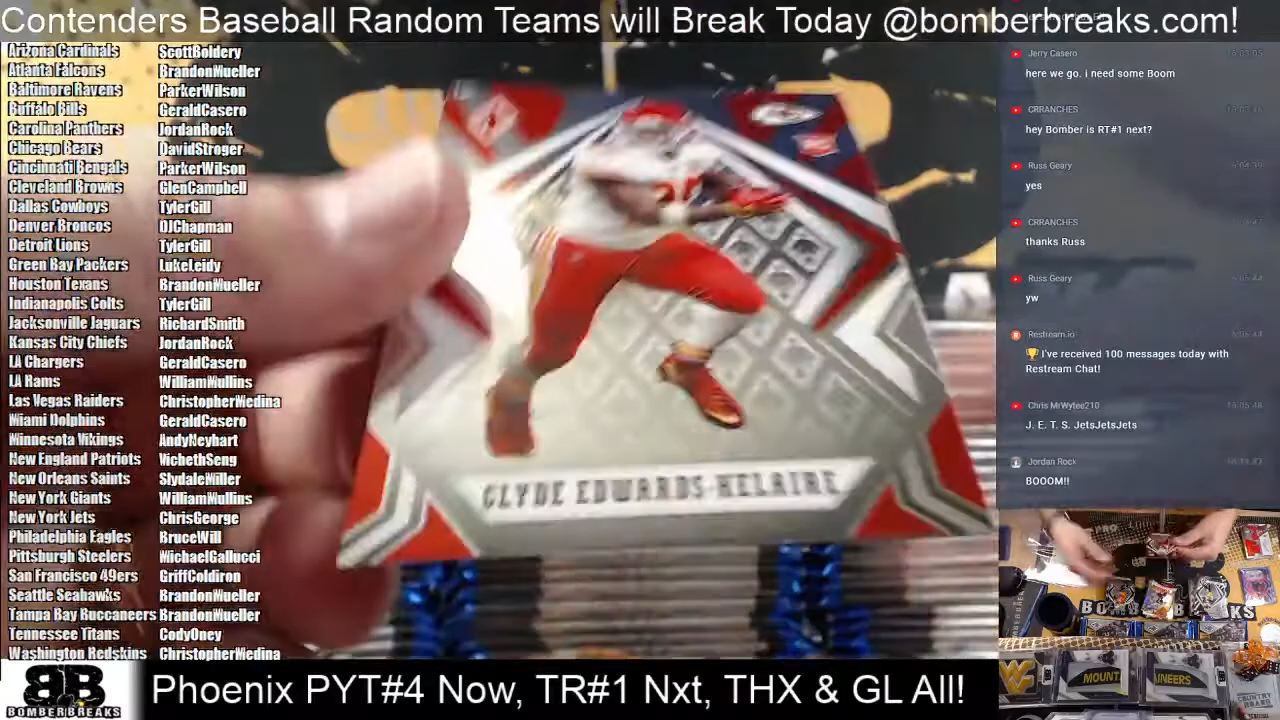 Contenders Baseball Random Teams will Break Today @bomberbreaks.com!
Arizona Cardinals ScottBoldery
Atlanta Falcons BrandonMueller
Baltimore Ravens ParkerWilson
Buffalo Bills GeraldCasero
Carolina Panthers JordanRock
Chicago Bears DavidStroger
Cincinnati Bengals ParkerWilson
Cleveland Browns GlenCampbell
Dallas Cowboys TylerGill
Denver Broncos DJChapman
Detroit Lions TylerGill
Green Bay Packers LukeLeidy
Houston Texans BrandonMueller
Indianapolis Colts TylerGill
Jacksonville Jaguars RichardSmith
Kansas City Chiefs JordanRock
LA Chargers GeraldCasero
LA Rams WilliamMullins
Las Vegas Raiders ChristopherMedina
Miami Dolphins GeraldCasero
Minnesota Vikings AndyNeyhart
New England Patriots VichethSeng
New Orleans Saints SlydaleMiller
New York Giants WilliamMullins
New York Jets ChrisGeorge
Philadelphia Eagles BruceWill
Pittsburgh Steelers MichaelGallucci
San Francisco 49ers GriffColdiron
Seattle Seahawks BrandonMueller
Tampa Bay Buccaneers BrandonMueller
Tennessee Titans CodyOney
Washington Redskins ChristopherMedina
CLYDE EDWARDS-HELAIRE
Jerry Casero
here we go. i need some Boom
CRRANCHES
hey Bomber is RT#1 next?
Russ Geary
yes
CRRANCHES
thanks Russ
Russ Geary
yw
Restream.io
🏆 I've received 100 messages today with
Restream Chat!
Chris MrWytee210
J. E. T. S. JetsJetsJets
Jordan Rock
BOOOM!!
MOUNT
AINEERS
BB
BOMBERBREAKS
Phoenix PYT#4 Now, TR#1 Nxt, THX & GL All!